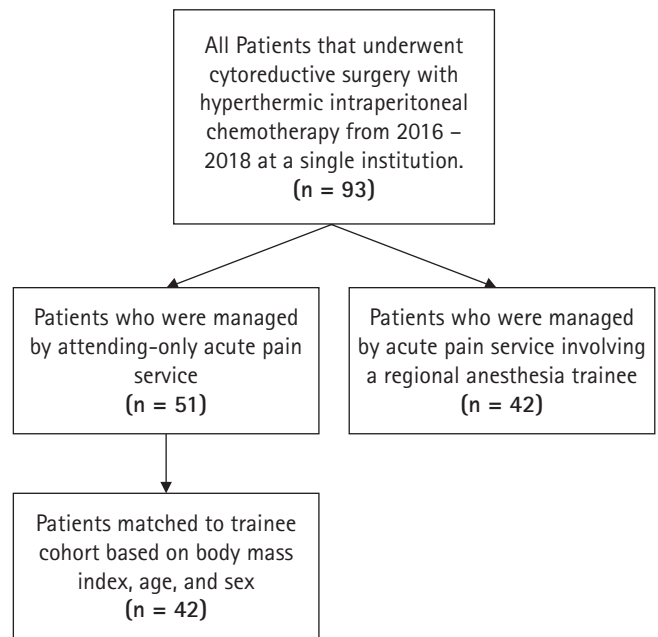 All Patients that underwent
cytoreductive surgery with
hyperthermic intraperitoneal
chemotherapy from 2016 –
2018 at a single institution.
(n = 93)
Patients who were managed
by attending-only acute pain
service
(n = 51)
Patients who were managed
by acute pain service involving
a regional anesthesia trainee
(n = 42)
Patients matched to trainee
cohort based on body mass
index, age, and sex
(n = 42)